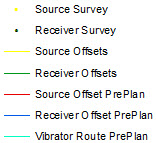 Source Survey
Receiver Survey
Source Offsets
Receiver Offsets
Source Offset PrePlan
Receiver Offset PrePlan
Vibrator Route PrePlan